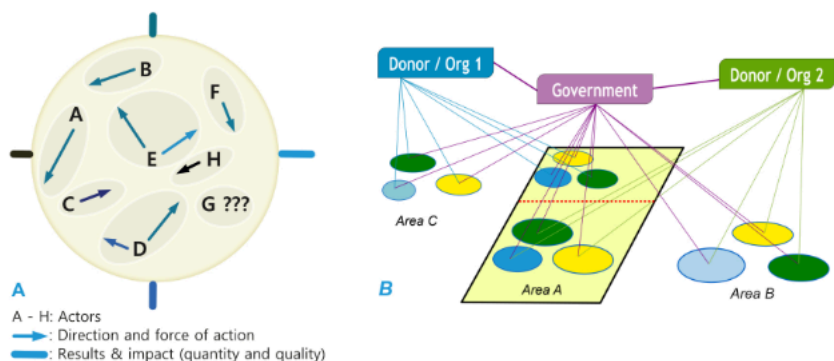 B
F
A
E
H
C
G ???
D
A
A - H: Actors
: Direction and force of action
: Results & impact (quantity and quality)
Donor / Org 1
Donor / Org 2
Government
Area C
Area A
Area B
B